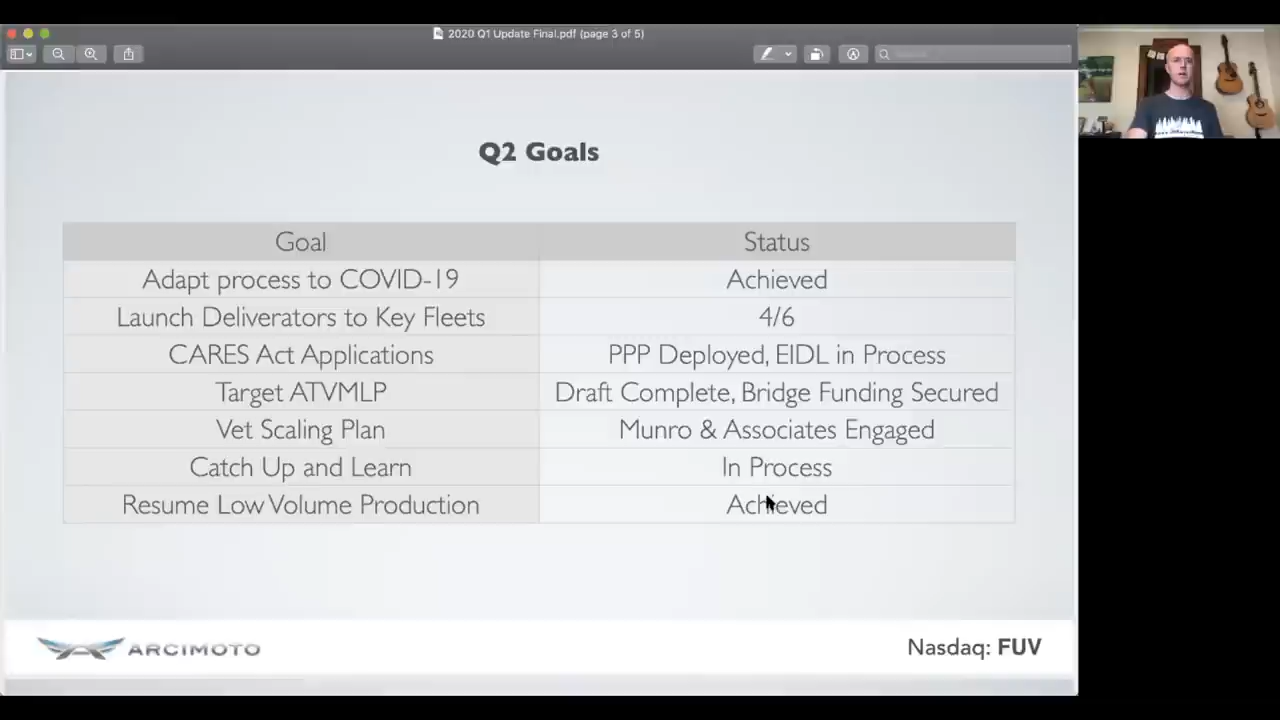 2020 Q1 Update Final.pdf (page 3 of 5)
Search
Q2 Goals
Goal Status
Adapt process to COVID-19 Achieved
Launch Deliverators to Key Fleets 4/6
CARES Act Applications PPP Deployed, EIDL in Process
Target ATVMLP Draft Complete, Bridge Funding Secured
Vet Scaling Plan Munro & Associates Engaged
Catch Up and Learn In Process
Resume Low Volume Production Achieved
ARCIMOTO Nasdaq: FUV